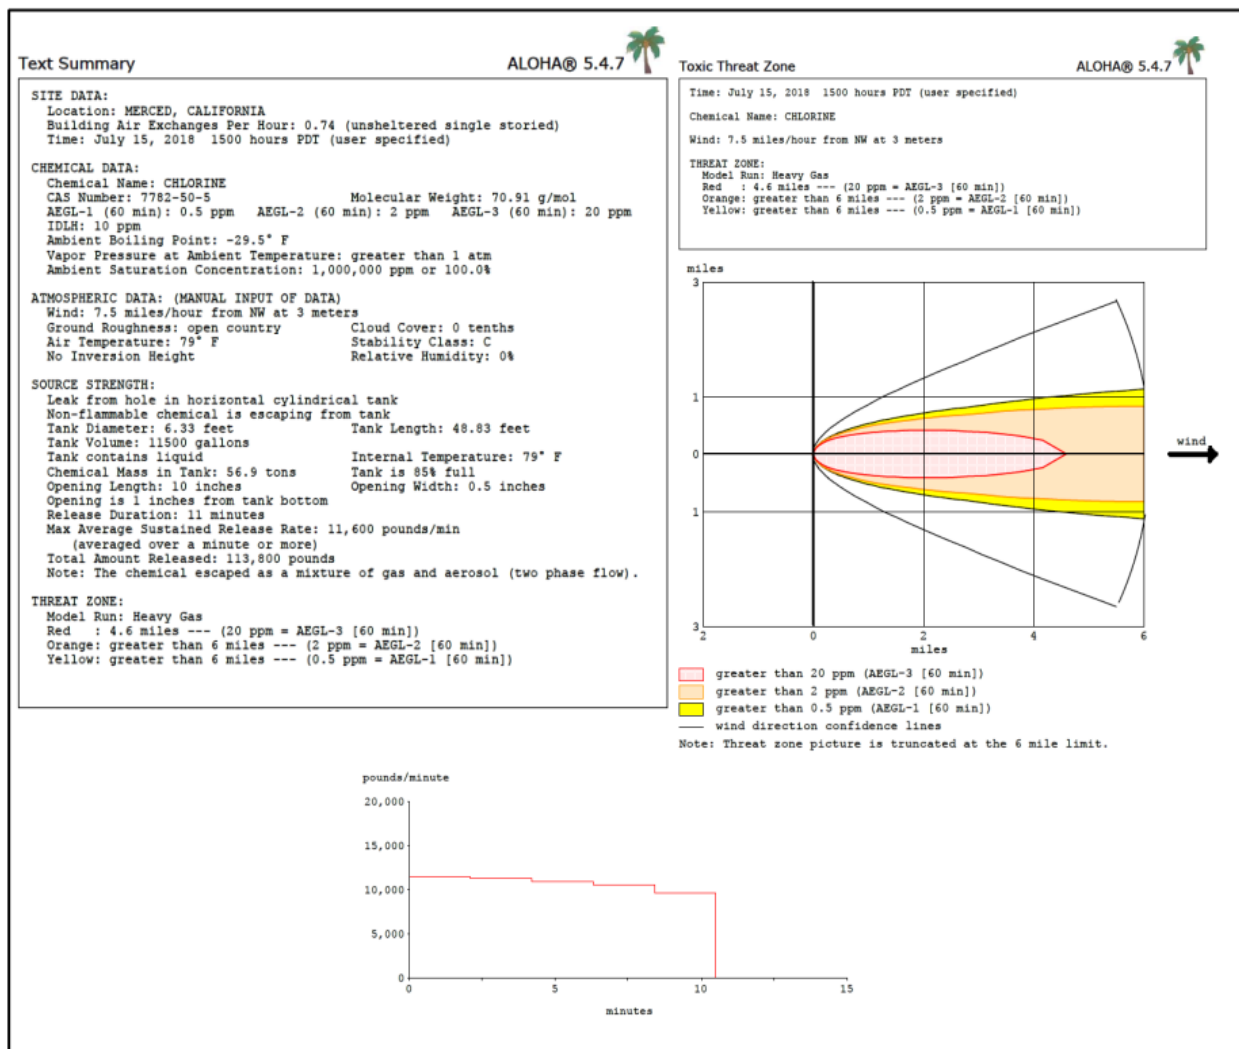 Text Summary
ALOHA® 5.4.7
SITE DATA:
Location: MERCED, CALIFORNIA
Building Air Exchanges Per Hour: 0.74 (unsheltered single storied)
Time: July 15, 2018  1500 hours PDT (user specified)
CHEMICAL DATA:
Chemical Name: CHLORINE
CAS Number: 7782-50-5    Molecular Weight: 70.91 g/mol
AEGL-1 (60 min): 0.5 ppm   AEGL-2 (60 min): 2 ppm   AEGL-3 (60 min): 20 ppm
IDLH: 10 ppm
Ambient Boiling Point: -29.5° F
Vapor Pressure at Ambient Temperature: greater than 1 atm
Ambient Saturation Concentration: 1,000,000 ppm or 100.0%
ATMOSPHERIC DATA: (MANUAL INPUT OF DATA)
Wind: 7.5 miles/hour from NW at 3 meters
Ground Roughness: open country    Cloud Cover: 0 tenths
Air Temperature: 79° F    Stability Class: C
No Inversion Height    Relative Humidity: 0%
SOURCE STRENGTH:
Leak from hole in horizontal cylindrical tank
Non-flammable chemical is escaping from tank
Tank Diameter: 6.33 feet    Tank Length: 48.83 feet
Tank Volume: 11500 gallons
Tank contains liquid    Internal Temperature: 79° F
Chemical Mass in Tank: 56.9 tons    Tank is 85% full
Opening Length: 10 inches    Opening Width: 0.5 inches
Opening is 1 inches from tank bottom
Release Duration: 11 minutes
Max Average Sustained Release Rate: 11,600 pounds/min
(averaged over a minute or more)
Total Amount Released: 113,800 pounds
Note: The chemical escaped as a mixture of gas and aerosol (two phase flow).
THREAT ZONE:
Model Run: Heavy Gas
Red   : 4.6 miles --- (20 ppm = AEGL-3 [60 min])
Orange: greater than 6 miles --- (2 ppm = AEGL-2 [60 min])
Yellow: greater than 6 miles --- (0.5 ppm = AEGL-1 [60 min])
Toxic Threat Zone
ALOHA® 5.4.7
Time: July 15, 2018  1500 hours PDT (user specified)
Chemical Name: CHLORINE
Wind: 7.5 miles/hour from NW at 3 meters
THREAT ZONE:
Model Run: Heavy Gas
Red   : 4.6 miles --- (20 ppm = AEGL-3 [60 min])
Orange: greater than 6 miles --- (2 ppm = AEGL-2 [60 min])
Yellow: greater than 6 miles --- (0.5 ppm = AEGL-1 [60 min])
miles
3
1
0
1
3
wind
2 0 2 4 6
miles
greater than 20 ppm (AEGL-3 [60 min])
greater than 2 ppm (AEGL-2 [60 min])
greater than 0.5 ppm (AEGL-1 [60 min])
wind direction confidence lines
Note: Threat zone picture is truncated at the 6 mile limit.
pounds/minute
20,000
15,000
10,000
5,000
0
0 5 10 15
minutes